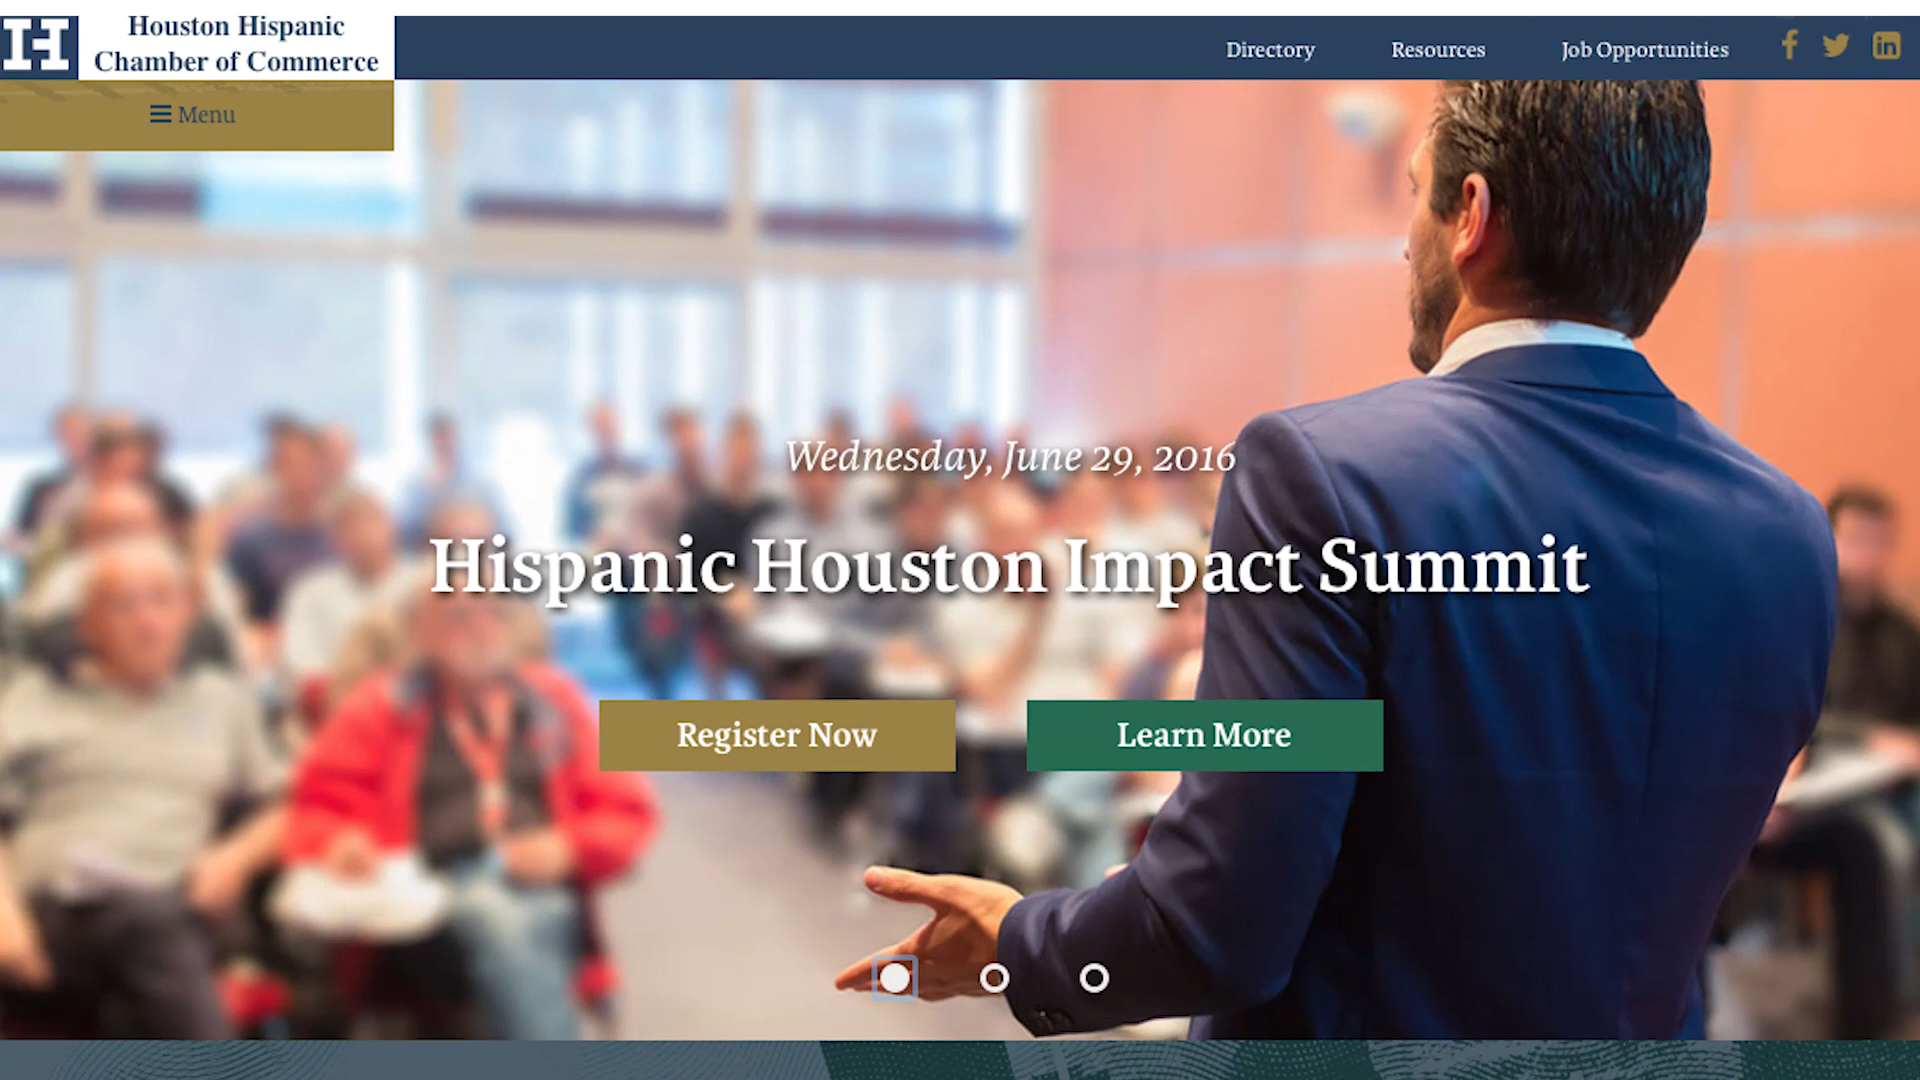 Houston Hispanic
Chamber of Commerce
Directory
Resources
Job Opportunities
Menu
Wednesday, June 29, 2016
Hispanic Houston Impact Summit
Register Now
Learn More